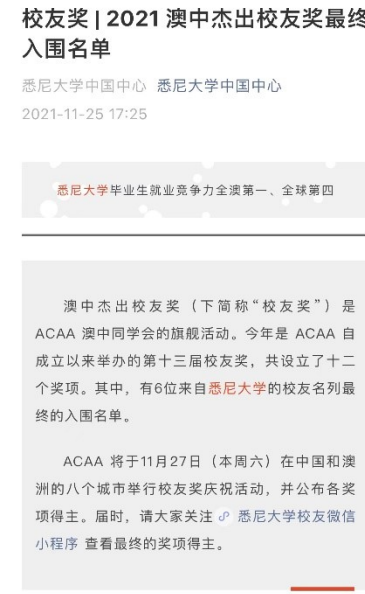 校友奖 | 2021 澳中杰出校友奖最终
入围名单
悉尼大学中国中心 悉尼大学中国中心
2021-11-25 17:25
悉尼大学毕业生就业竞争力全澳第一、全球第四
澳中杰出校友奖（下简称“校友奖”）是
ACAA 澳中同学会的旗舰活动。今年是 ACAA 自
成立以来举办的第十三届校友奖，共设立了十二
个奖项。其中，有6位来自悉尼大学的校友名列最
终的入围名单。
ACAA 将于11月27日（本周六）在中国和澳
洲的八个城市举行校友奖庆祝活动，并公布各奖
项得主。届时，请大家关注 悉尼大学校友微信
小程序 查看最终的奖项得主。